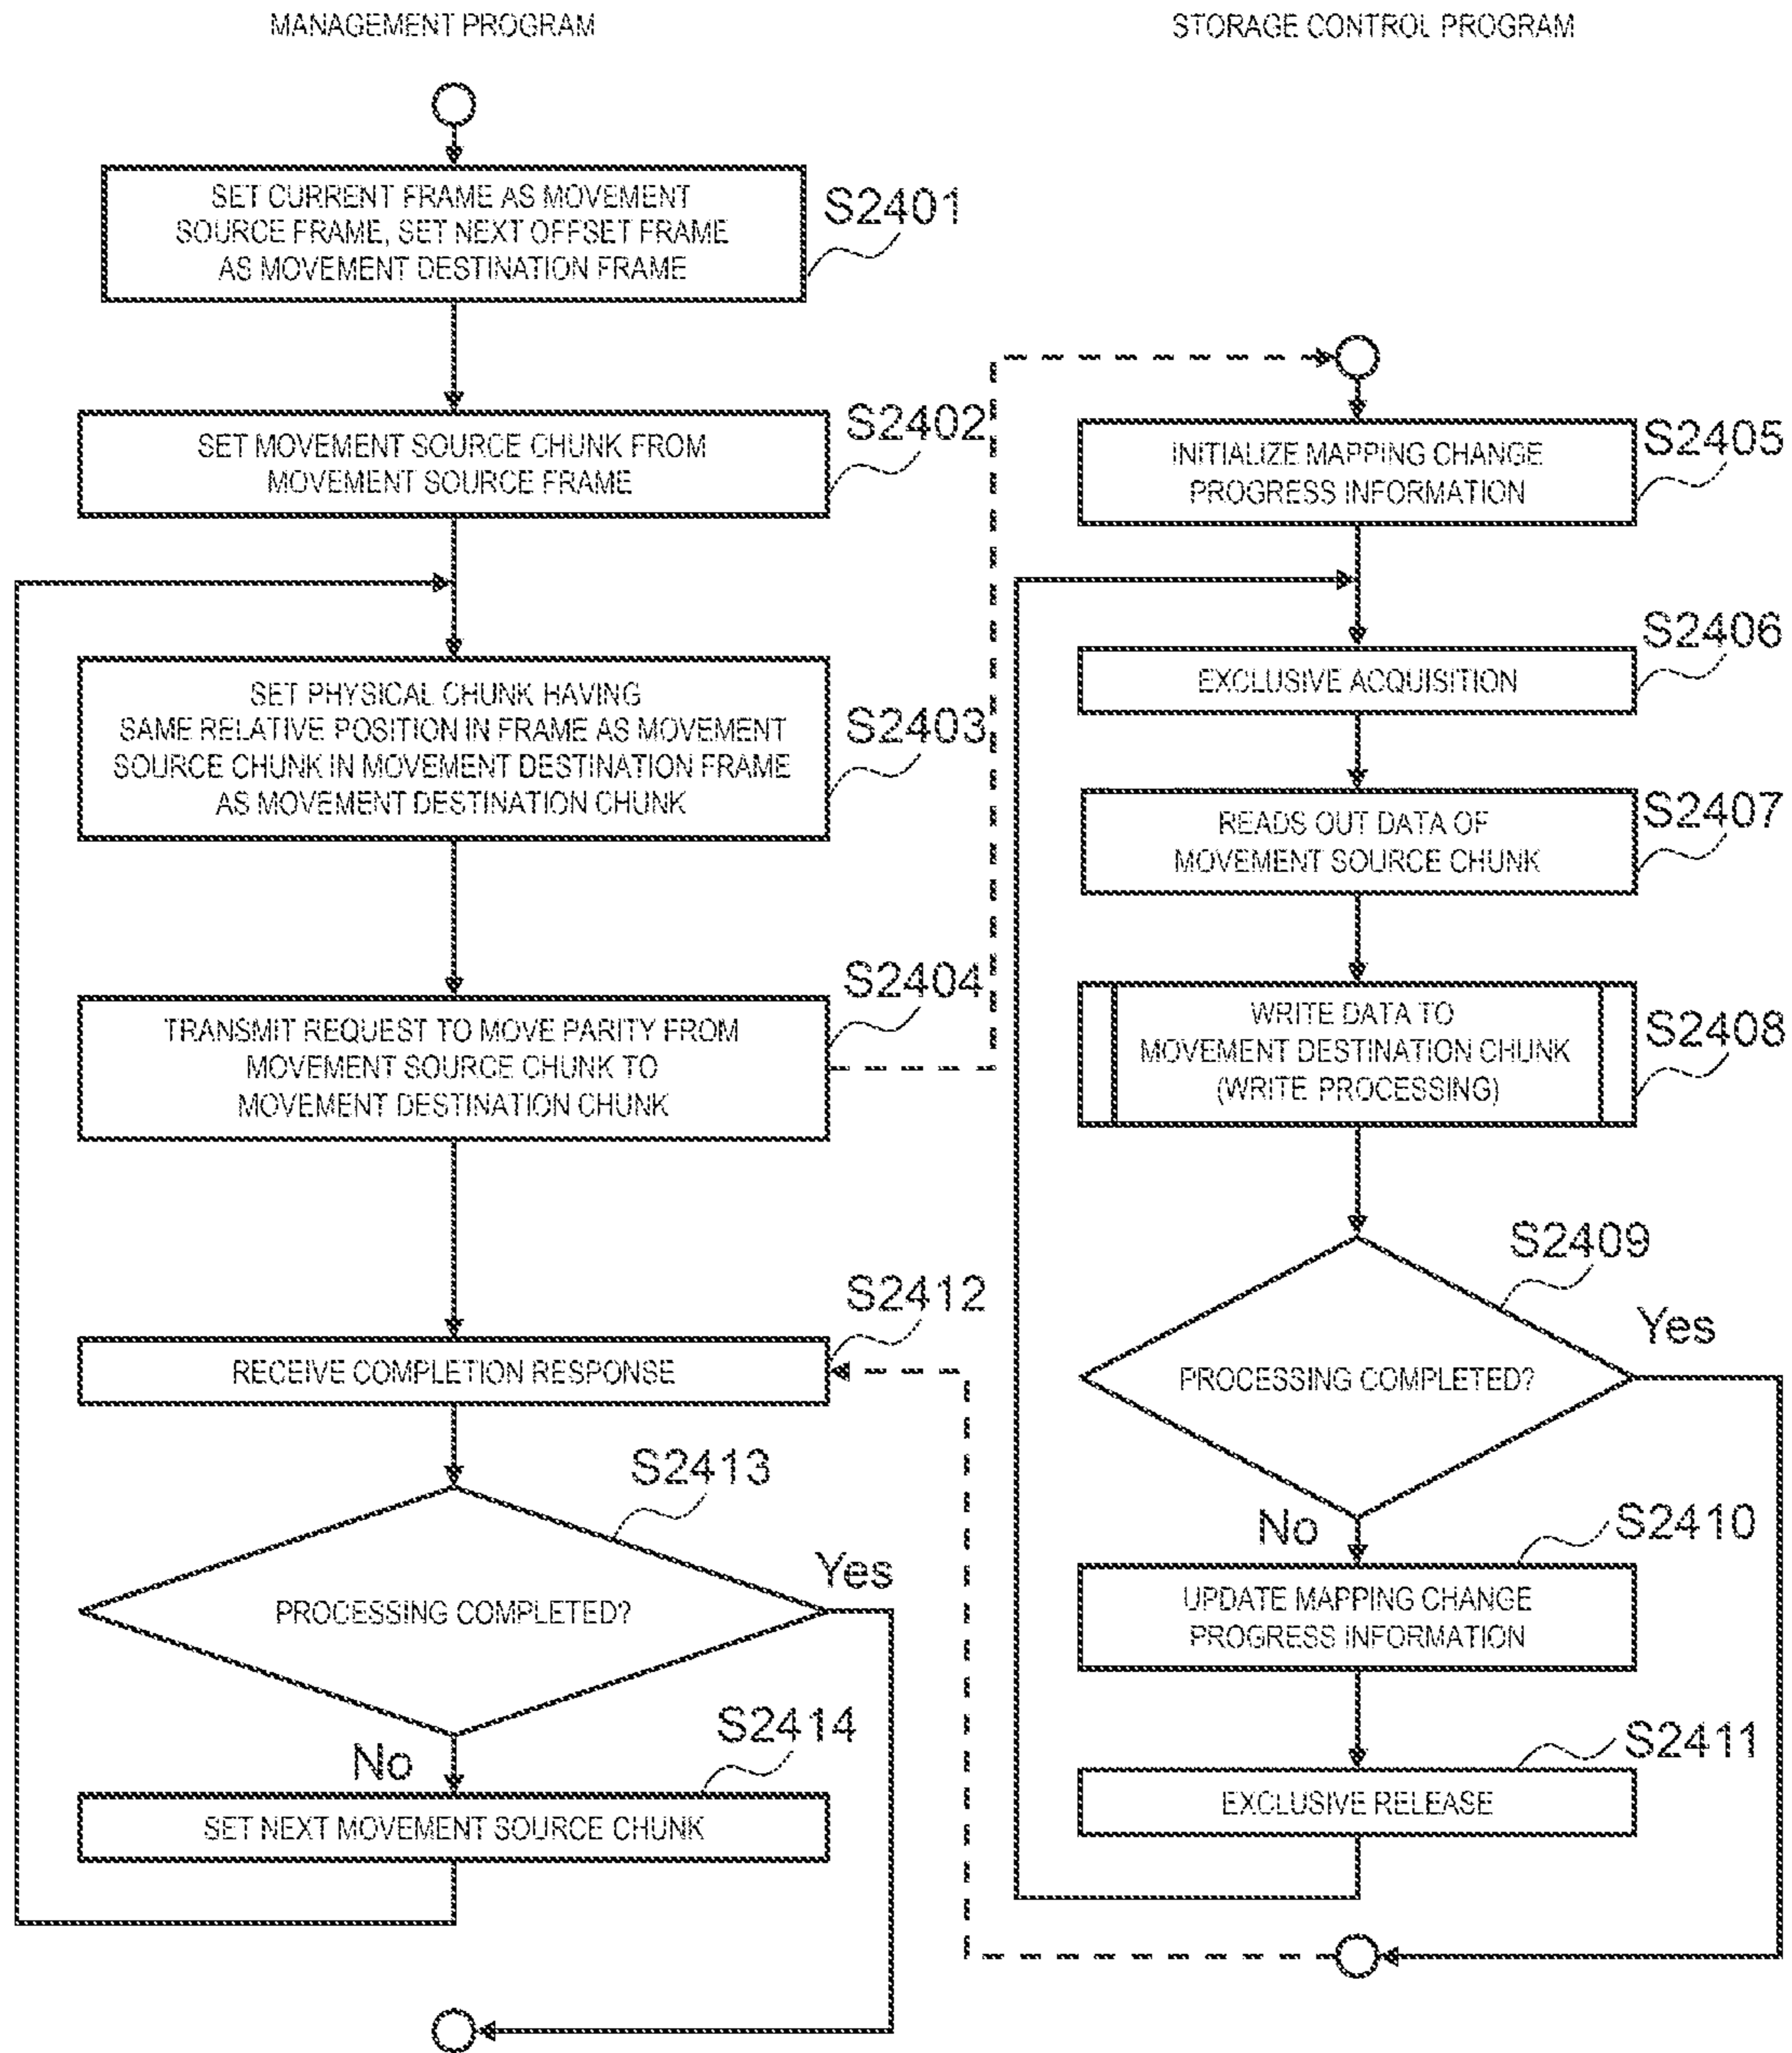 MANAGEMENT PROGRAM
SET CURRENT FRAME AS MOVEMENT
SOURCE FRAME, SET NEXT OFFSET FRAME
AS MOVEMENT DESTINATION FRAME
S2401
SET MOVEMENT SOURCE CHUNK FROM
MOVEMENT SOURCE FRAME
S2402
SET PHYSICAL CHUNK HAVING
SAME RELATIVE POSITION IN FRAME AS MOVEMENT
SOURCE CHUNK IN MOVEMENT DESTINATION FRAME
AS MOVEMENT DESTINATION CHUNK
S2403
TRANSMIT REQUEST TO MOVE PARITY FROM
MOVEMENT SOURCE CHUNK TO
MOVEMENT DESTINATION CHUNK
S2404
RECEIVE COMPLETION RESPONSE
S2412
PROCESSING COMPLETED?
S2413
Yes
No
SET NEXT MOVEMENT SOURCE CHUNK
S2414
STORAGE CONTROL PROGRAM
INITIALIZE MAPPING CHANGE
PROGRESS INFORMATION
S2405
EXCLUSIVE ACQUISITION
S2406
READS OUT DATA OF
MOVEMENT SOURCE CHUNK
S2407
WRITE DATA TO
MOVEMENT DESTINATION CHUNK
(WRITE PROCESSING)
S2408
PROCESSING COMPLETED?
S2409
Yes
No
UPDATE MAPPING CHANGE
PROGRESS INFORMATION
S2410
EXCLUSIVE RELEASE
S2411